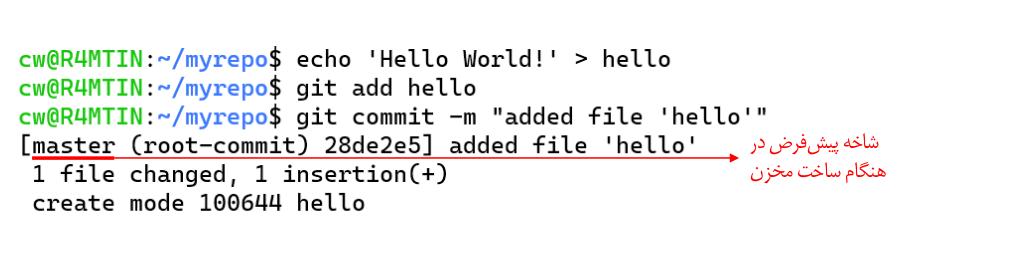 cw@R4MTIN:~/myrepo$ echo 'Hello World!' > hello
cw@R4MTIN:~/myrepo$ git add hello
cw@R4MTIN:~/myrepo$ git commit -m "added file 'hello'"
[master (root-commit) 28de2e5] added file 'hello'
 1 file changed, 1 insertion(+)
 create mode 100644 hello
شاخه پیش‌فرض در
هنگام ساخت مخزن